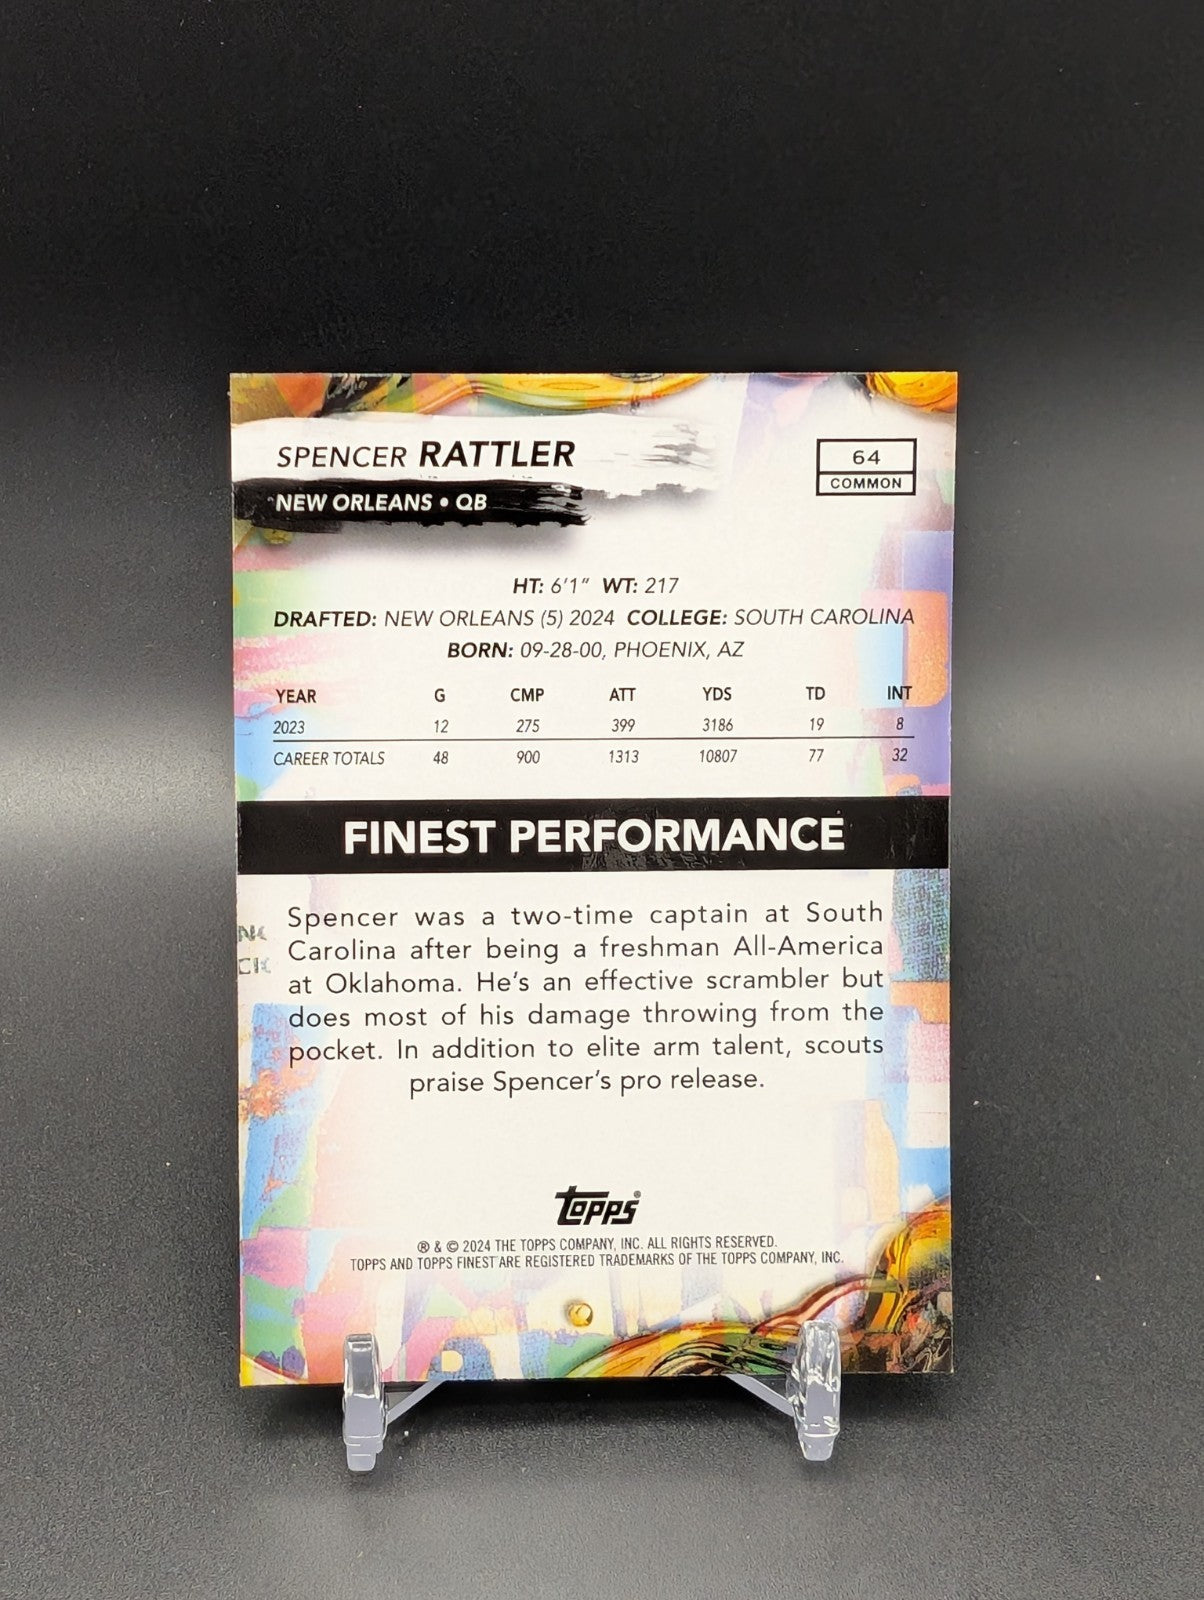 SPENCER RATTLER
NEW ORLEANS • QB
64
COMMON
HT: 6'1" WT: 217
DRAFTED: NEW ORLEANS (5) 2024 COLLEGE: SOUTH CAROLINA
BORN: 09-28-00, PHOENIX, AZ
YEAR G CMP ATT YDS TD INT
2023 12 275 399 3186 19 8
CAREER TOTALS 48 900 1313 10807 77 32
FINEST PERFORMANCE
Spencer was a two-time captain at South
Carolina after being a freshman All-America
at Oklahoma. He's an effective scrambler but
does most of his damage throwing from the
pocket. In addition to elite arm talent, scouts
praise Spencer's pro release.
topps®
® & © 2024 THE TOPPS COMPANY, INC. ALL RIGHTS RESERVED.
TOPPS AND TOPPS FINEST ARE REGISTERED TRADEMARKS OF THE TOPPS COMPANY, INC.